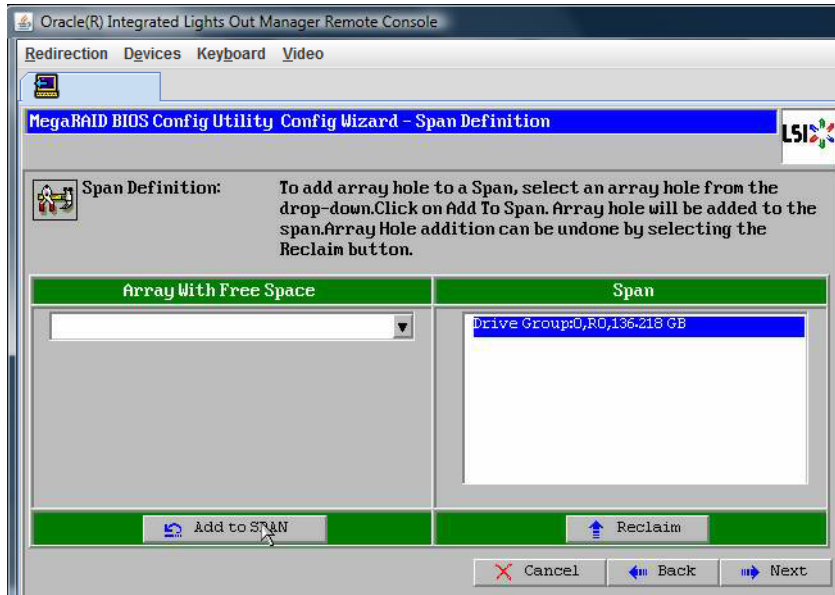 Oracle(R) Integrated Lights Out Manager Remote Console
Redirection Devices Keyboard Video
MegaRAID BIOS Config Utility Config Wizard - Span Definition
LSI
Span Definition: To add array hole to a Span, select an array hole from the
drop-down.Click on Add To Span. Array hole will be added to the
span.Array Hole addition can be undone by selecting the
Reclaim button.
Array With Free Space
Span
Drive Group:0,R0,136.218 GB
Add to SPAN
Reclaim
Cancel
Back
Next